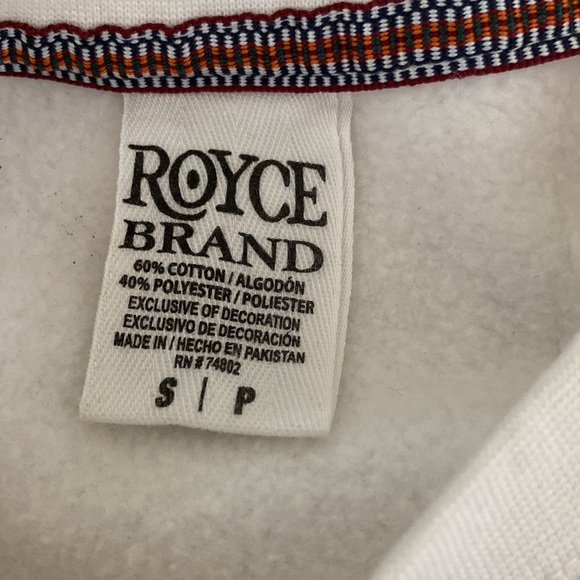 ROYCE
BRAND
60% COTTON / ALGODÓN
40% POLYESTER / POLIESTER
EXCLUSIVE OF DECORATION
EXCLUSIVO DE DECORACIÓN
MADE IN / HECHO EN PAKISTAN
RN # 74802
S | P